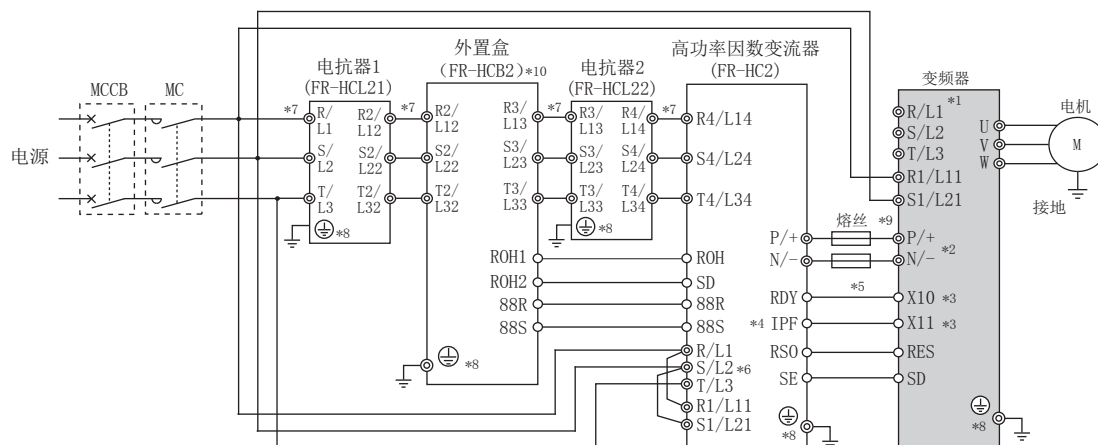 MCCB
MC
电源
电抗器1
(FR-HCL21)
*7
R/
L1
R2/
L12
S/
L2
S2/
L22
T/
L3
T2/
L32
*8
外置盒
(FR-HCB2)*10
*7
R2/
L12
R3/
L13
S2/
L22
S3/
L23
T2/
L32
T3/
L33
ROH1
ROH2
88R
88S
*8
电抗器2
(FR-HCL22)
*7
R3/
L13
R4/
L14
S3/
L23
S4/
L24
T3/
L33
T4/
L34
*8
高功率因数变流器
(FR-HC2)
*7
R4/L14
S4/L24
T4/L34
P/+
N/-
ROH
SD
RDY
88R
88S
*4 IPF
R/L1
RSO
S/L2 *6
T/L3
SE
R1/L11
S1/L21
*8
熔丝
*9
*5
变频器
*1
R/L1
S/L2
T/L3
R1/L11
S1/L21
U
V
W
P/+
*2
N/-
X10 *3
X11 *3
RES
SD
*8
电机
M
接地